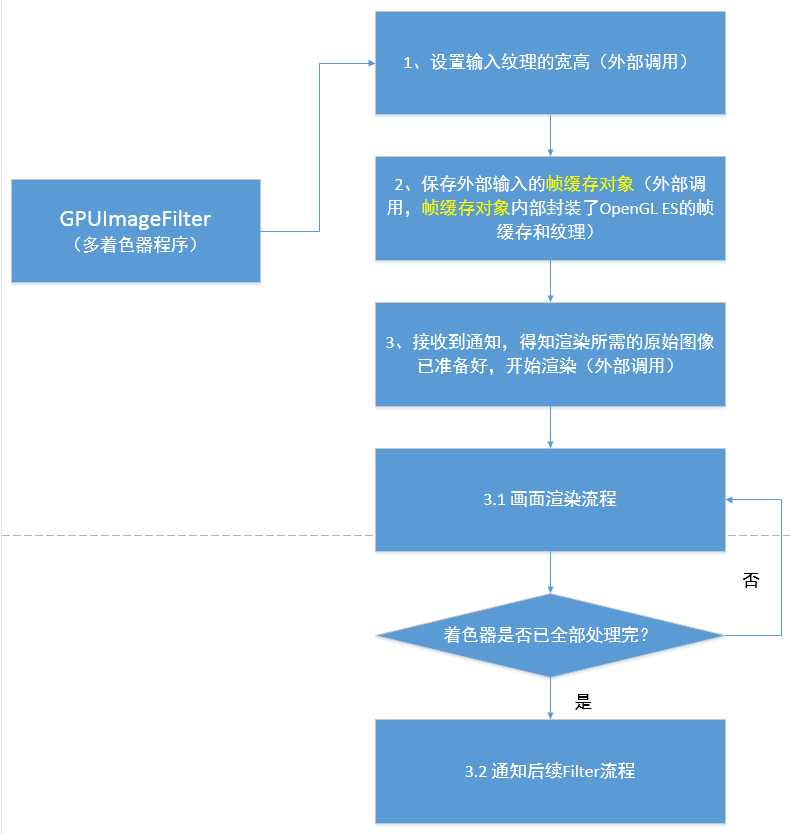 1、设置输入纹理的宽高（外部调用）
GPUImageFilter
（多着色器程序）
2、保存外部输入的帧缓存对象（外部调
用，帧缓存对象内部封装了OpenGL ES的帧
缓存和纹理）
3、接收到通知，得知渲染所需的原始图像
已准备好，开始渲染（外部调用）
3.1 画面渲染流程
否
着色器是否已全部处理完？
是
3.2 通知后续Filter流程